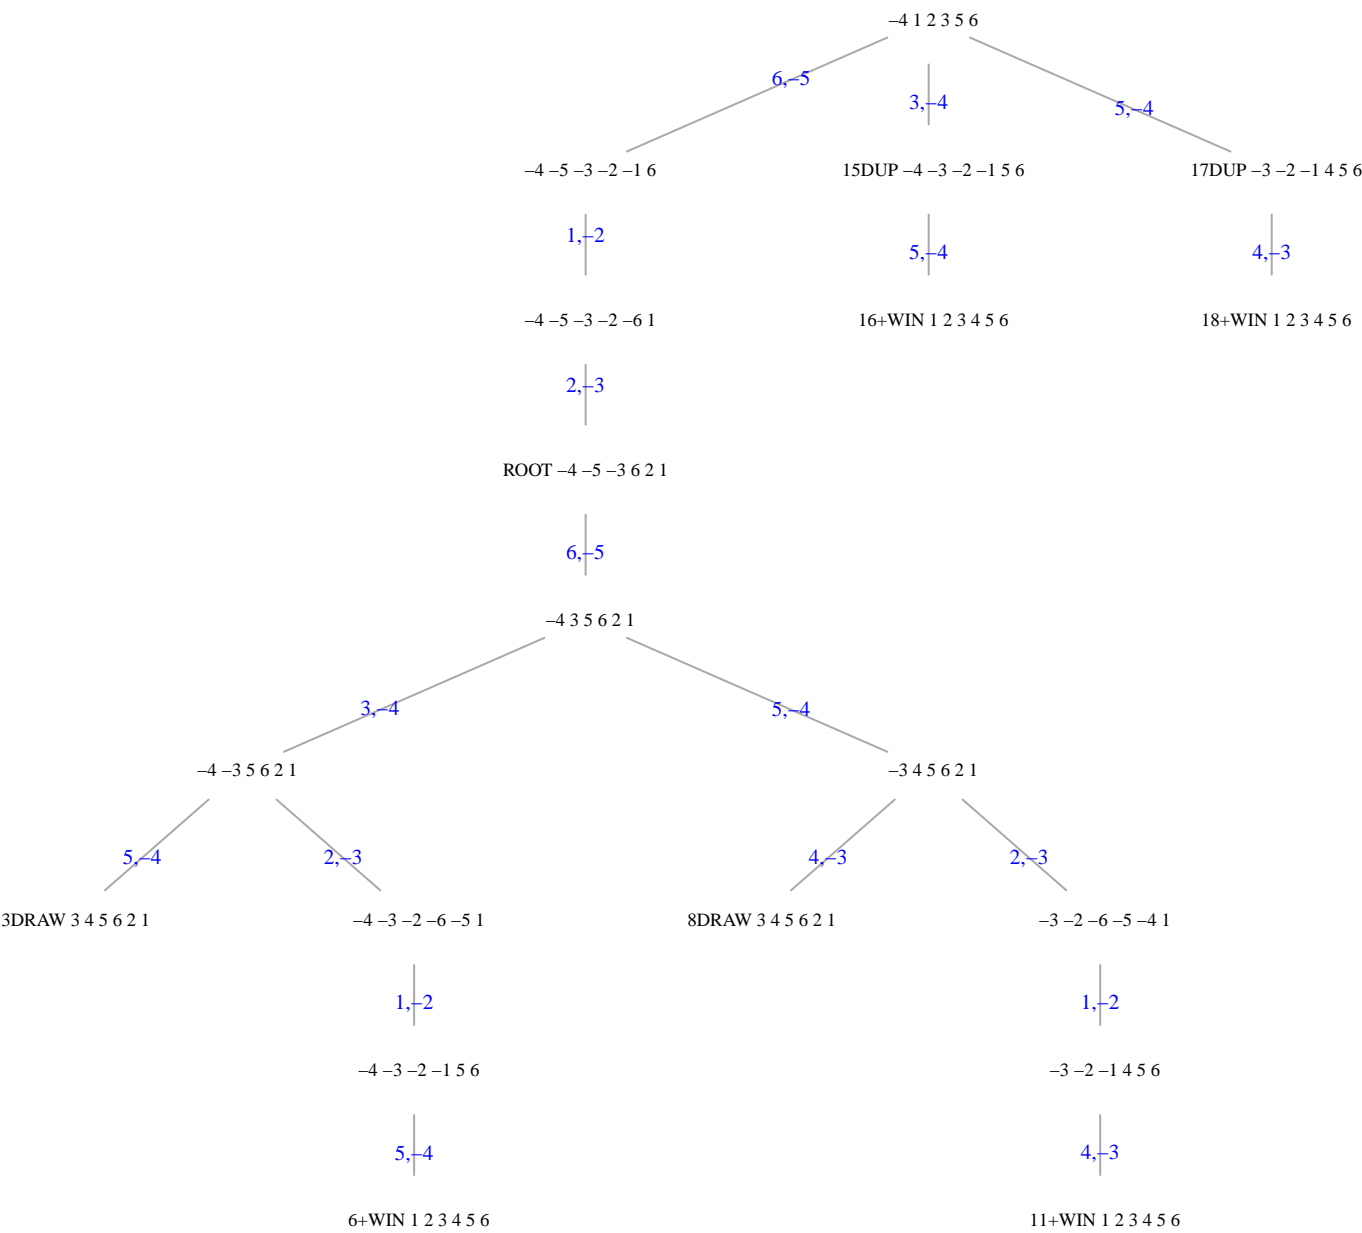 –4 1 2 3 5 6
6,–5
3,–4
5,–4
–4 –5 –3 –2 –1 6
15DUP –4 –3 –2 –1 5 6
17DUP –3 –2 –1 4 5 6
1,–2
5,–4
4,–3
–4 –5 –3 –2 –6 1
16+WIN 1 2 3 4 5 6
18+WIN 1 2 3 4 5 6
2,–3
ROOT –4 –5 –3 6 2 1
6,–5
–4 3 5 6 2 1
3,–4
5,–4
–4 –3 5 6 2 1
–3 4 5 6 2 1
5,–4
2,–3
4,–3
2,–3
3DRAW 3 4 5 6 2 1
–4 –3 –2 –6 –5 1
8DRAW 3 4 5 6 2 1
–3 –2 –6 –5 –4 1
1,–2
1,–2
–4 –3 –2 –1 5 6
–3 –2 –1 4 5 6
5,–4
4,–3
6+WIN 1 2 3 4 5 6
11+WIN 1 2 3 4 5 6